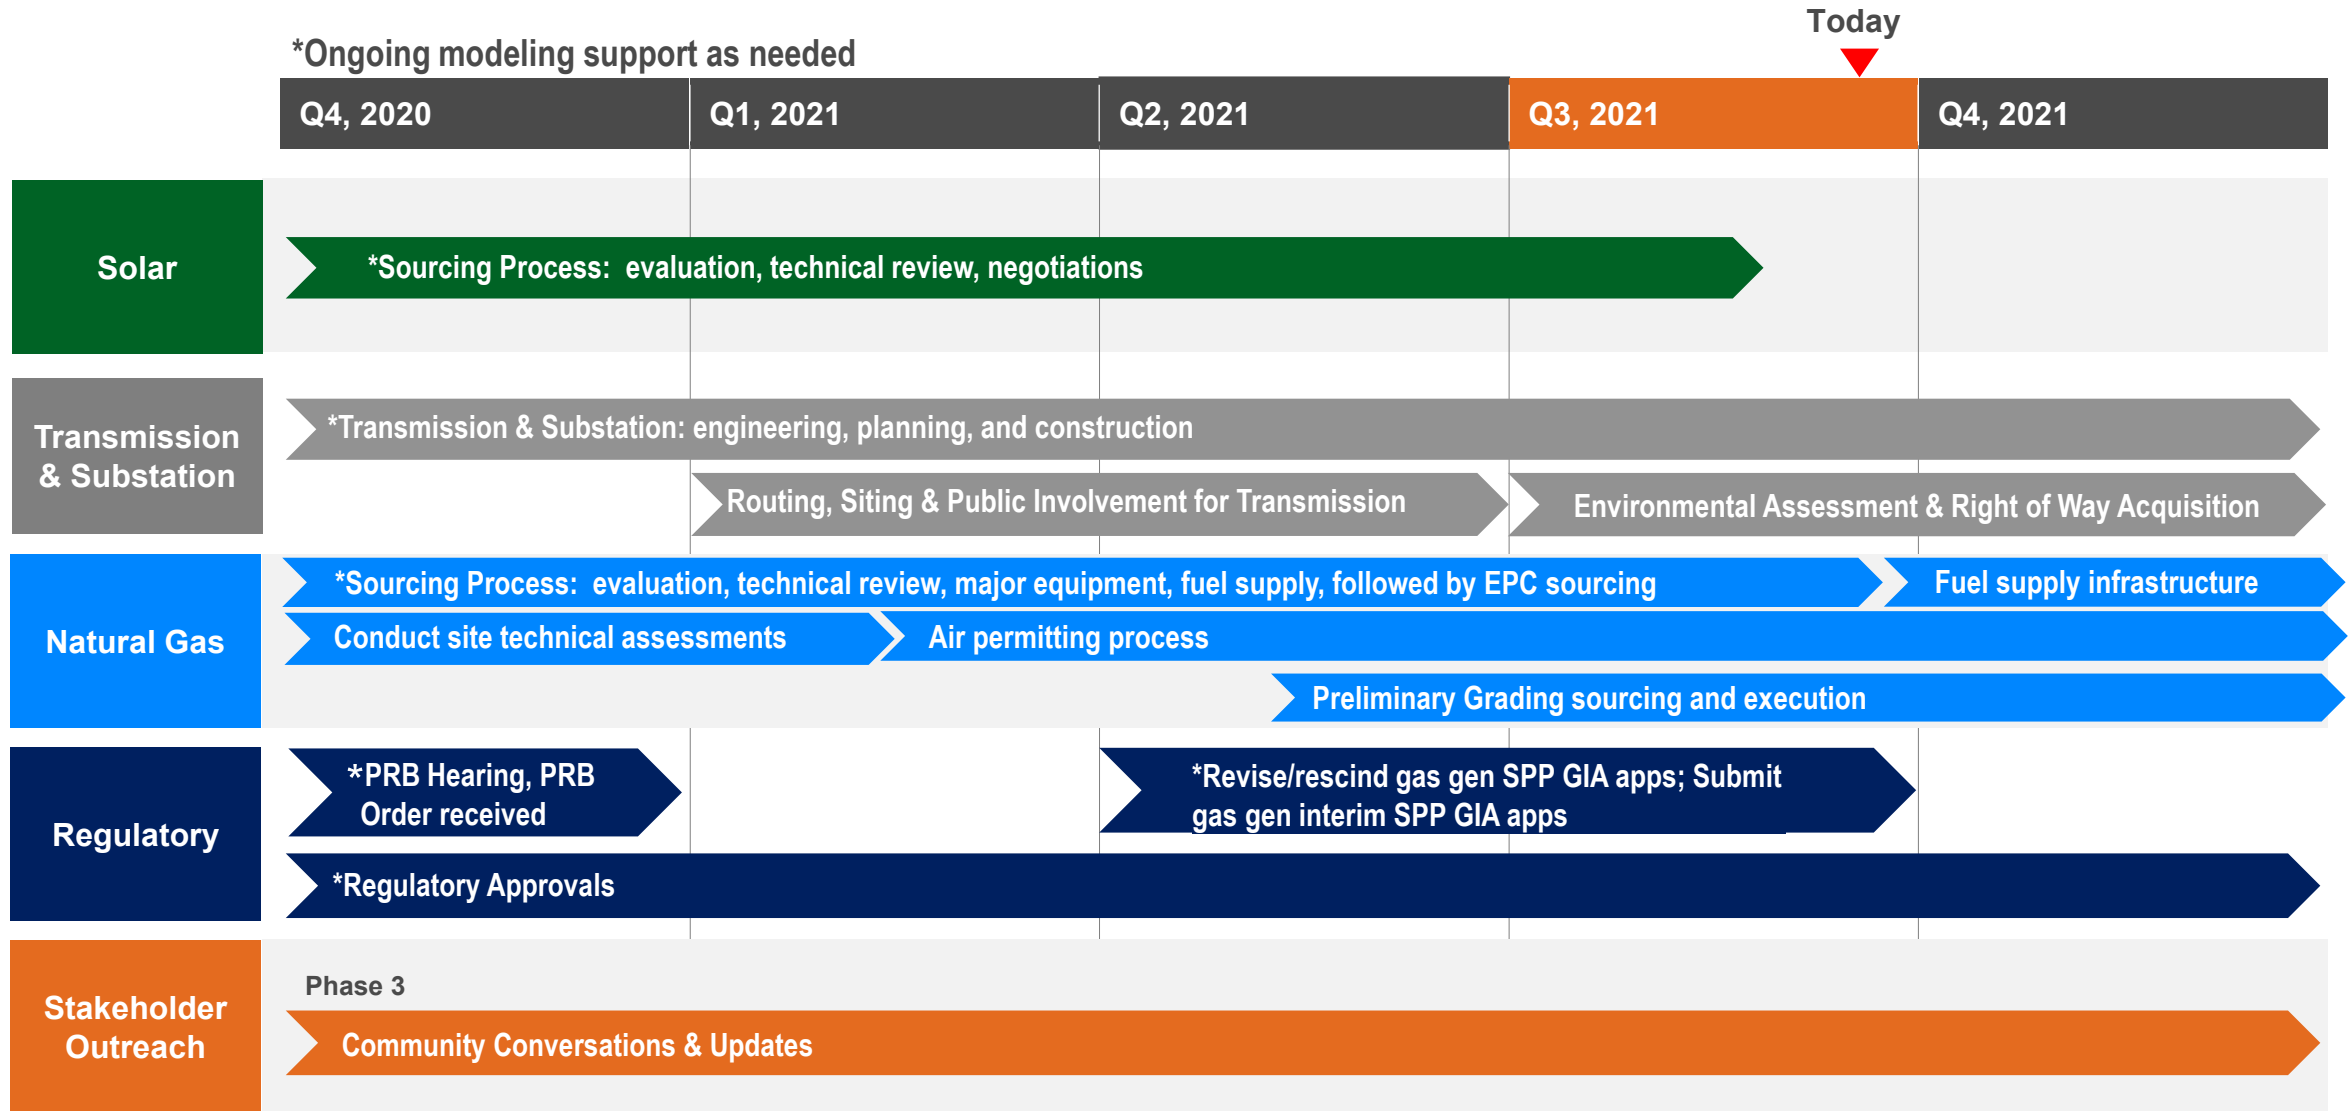 Today
*Ongoing modeling support as needed
Q4, 2020
Q1, 2021
Q2, 2021
Q3, 2021
Q4, 2021
Solar
*Sourcing Process:  evaluation, technical review, negotiations
Transmission
& Substation
*Transmission & Substation: engineering, planning, and construction
Routing, Siting & Public Involvement for Transmission
Environmental Assessment & Right of Way Acquisition
Natural Gas
*Sourcing Process:  evaluation, technical review, major equipment, fuel supply, followed by EPC sourcing
Fuel supply infrastructure
Conduct site technical assessments
Air permitting process
Preliminary Grading sourcing and execution
Regulatory
*PRB Hearing, PRB
Order received
*Revise/rescind gas gen SPP GIA apps; Submit
gas gen interim SPP GIA apps
*Regulatory Approvals
Stakeholder
Outreach
Phase 3
Community Conversations & Updates